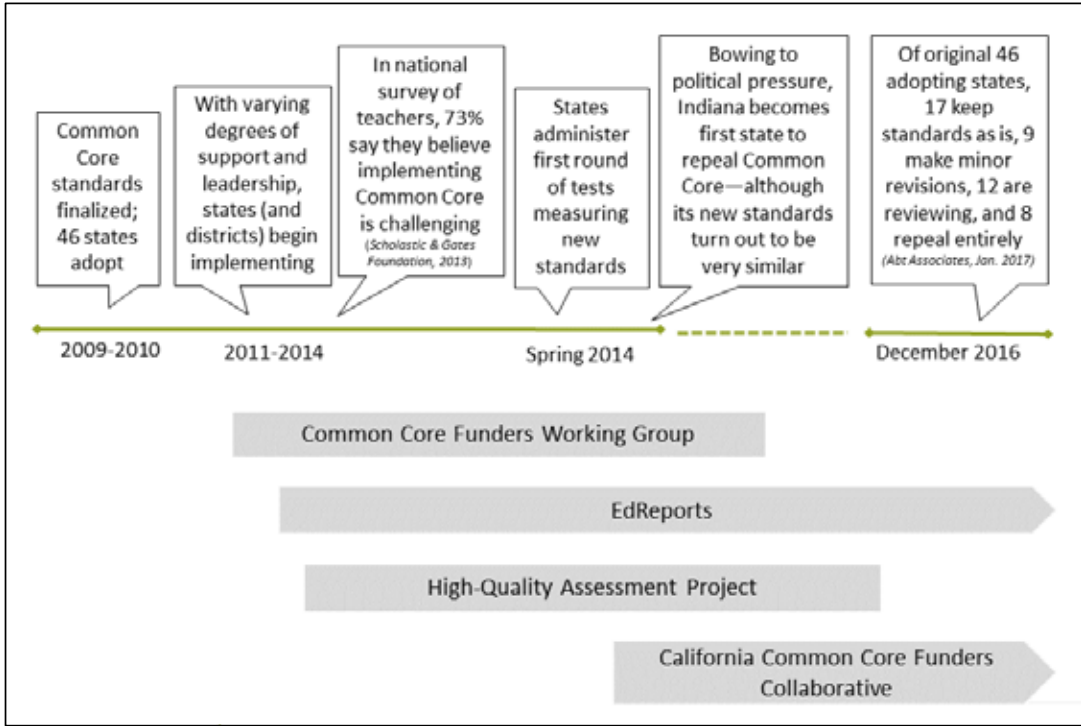 Common
Core
standards
finalized;
46 states
adopt
With varying
degrees of
support and
leadership,
states (and
districts) begin
implementing
In national
survey of
teachers, 73%
say they believe
implementing
Common Core
is challenging
(Scholastic & Gates
Foundation, 2013)
States
administer
first round
of tests
measuring
new
standards
Bowing to
political pressure,
Indiana becomes
first state to
repeal Common
Core—although
its new standards
turn out to be
very similar
Of original 46
adopting states,
17 keep
standards as is, 9
make minor
revisions, 12 are
reviewing, and 8
repeal entirely
(Abt Associates, Jan. 2017)
2009-2010
2011-2014
Spring 2014
December 2016
Common Core Funders Working Group
EdReports
High-Quality Assessment Project
California Common Core Funders
Collaborative